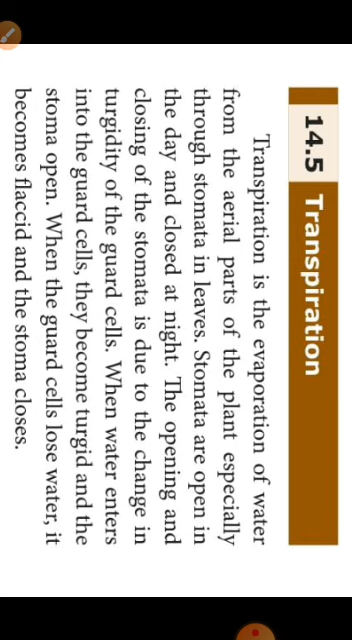 14.5 Transpiration
Transpiration is the evaporation of water
from the aerial parts of the plant especially
through stomata in leaves. Stomata are open in
the day and closed at night. The opening and
closing of the stomata is due to the change in
turgidity of the guard cells. When water enters
into the guard cells, they become turgid and the
stoma open. When the guard cells lose water, it
becomes flaccid and the stoma closes.